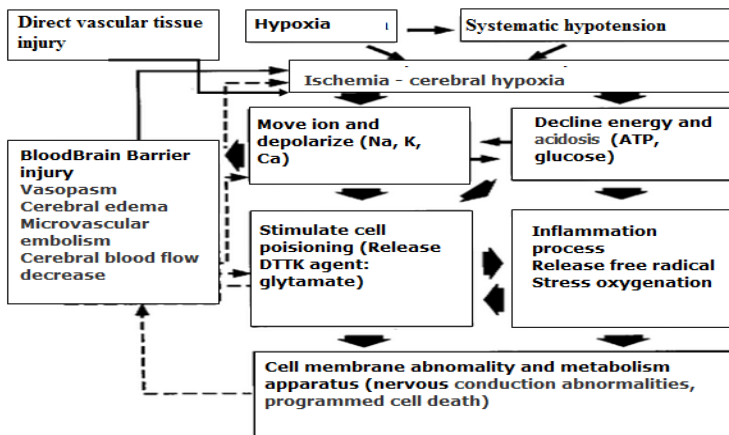 Direct vascular tissue
injury
Hypoxia
Systematic hypotension
Ischemia - cerebral hypoxia
Move ion and
depolarize (Na, K,
Ca)
Decline energy and
acidosis (ATP,
glucose)
BloodBrain Barrier
injury
Vasopasm
Cerebral edema
Microvascular
embolism
Cerebral blood flow
decrease
Stimulate cell
poisioning (Release
DTTK agent:
glytamate)
Inflammation
process
Release free radical
Stress oxygenation
Cell membrane abnomality and metabolism
apparatus (nervous conduction abnormalities,
programmed cell death)